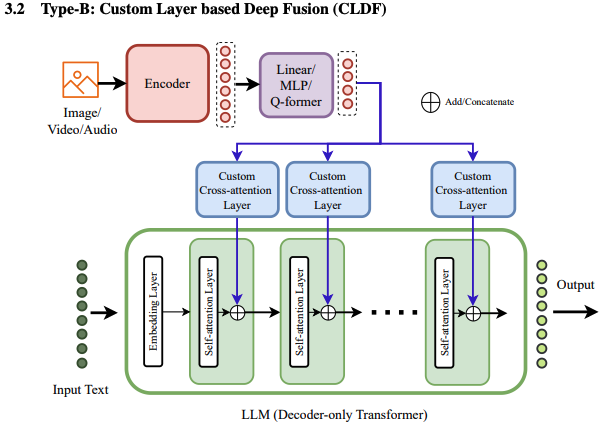 3.2 Type-B: Custom Layer based Deep Fusion (CLDF)
Encoder
Linear/
MLP/
Q-former
Add/Concatenate
Image/
Video/Audio
Custom
Cross-attention
Layer
Custom
Cross-attention
Layer
Custom
Cross-attention
Layer
Embedding Layer
Self-attention Layer
Self-attention Layer
Self-attention Layer
Output
Input Text
LLM (Decoder-only Transformer)